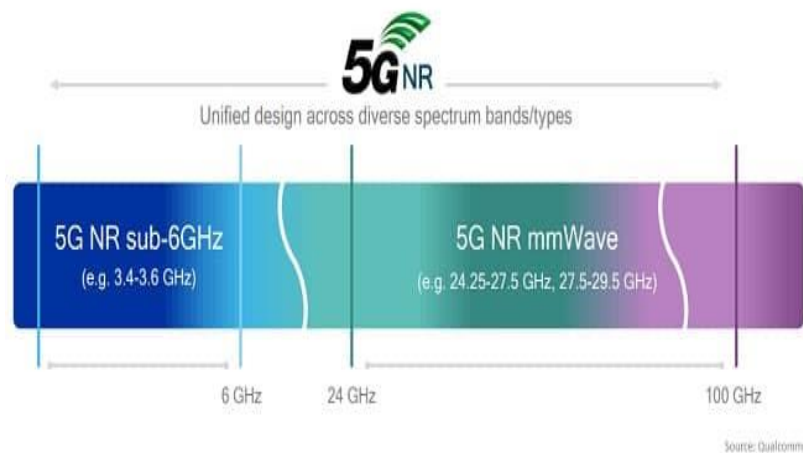 5G NR
Unified design across diverse spectrum bands/types
5G NR sub-6GHz
(e.g. 3.4-3.6 GHz)
5G NR mmWave
(e.g. 24.25-27.5 GHz, 27.5-29.5 GHz)
6 GHz
24 GHz
100 GHz
Source: Qualcomm